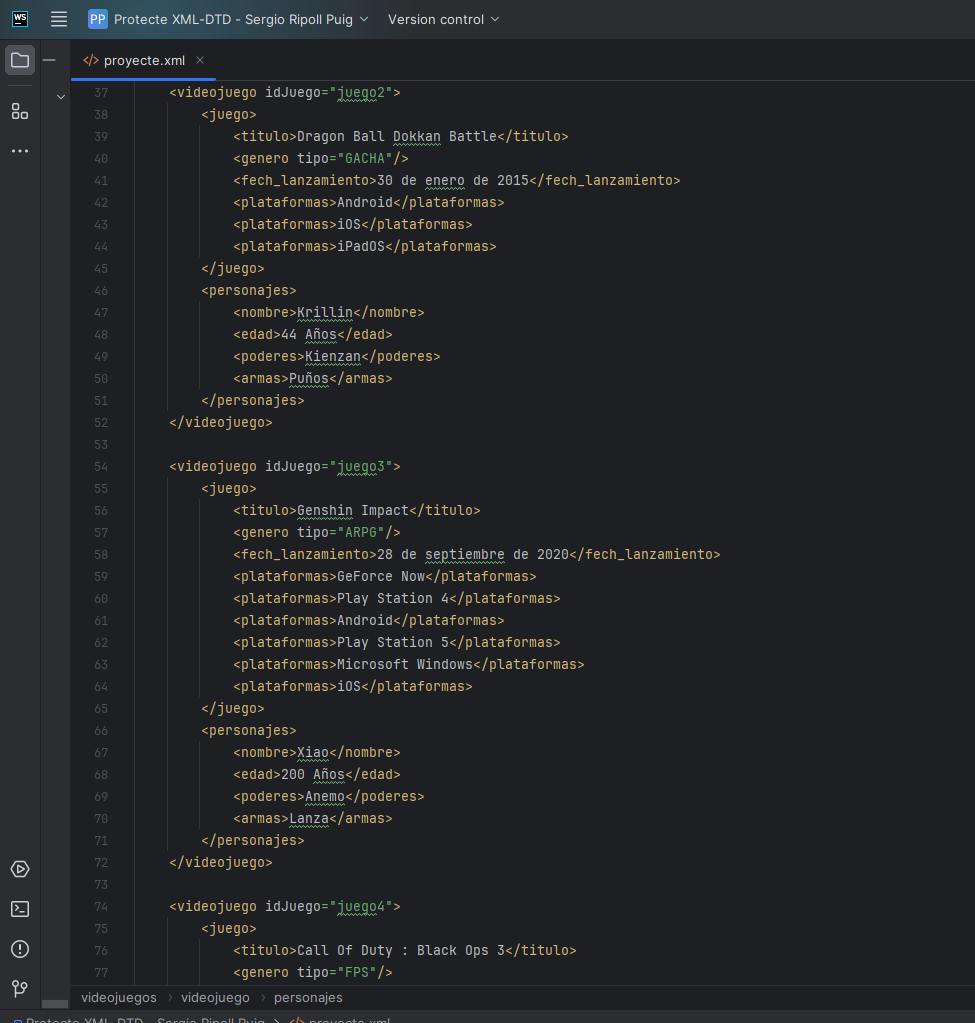 WS
PP Protecte XML-DTD - Sergio Ripoll Puig Version control
</> proyecte.xml ×
37 <videojuego idJuego="juego2">
38 <juego>
39 <titulo>Dragon Ball Dokkan Battle</titulo>
40 <genero tipo="GACHA"/>
41 <fech_lanzamiento>30 de enero de 2015</fech_lanzamiento>
42 <plataformas>Android</plataformas>
43 <plataformas>iOS</plataformas>
44 <plataformas>iPadOS</plataformas>
45 </juego>
46 <personajes>
47 <nombre>Krillin</nombre>
48 <edad>44 Años</edad>
49 <poderes>Kienzan</poderes>
50 <armas>Puños</armas>
51 </personajes>
52 </videojuego>
53
54 <videojuego idJuego="juego3">
55 <juego>
56 <titulo>Genshin Impact</titulo>
57 <genero tipo="ARPG"/>
58 <fech_lanzamiento>28 de septiembre de 2020</fech_lanzamiento>
59 <plataformas>GeForce Now</plataformas>
60 <plataformas>Play Station 4</plataformas>
61 <plataformas>Android</plataformas>
62 <plataformas>Play Station 5</plataformas>
63 <plataformas>Microsoft Windows</plataformas>
64 <plataformas>iOS</plataformas>
65 </juego>
66 <personajes>
67 <nombre>Xiao</nombre>
68 <edad>200 Años</edad>
69 <poderes>Anemo</poderes>
70 <armas>Lanza</armas>
71 </personajes>
72 </videojuego>
73
74 <videojuego idJuego="juego4">
75 <juego>
76 <titulo>Call Of Duty : Black Ops 3</titulo>
77 <genero tipo="FPS"/>
videojuegos > videojuego > personajes
Protecte XML-DTD - Sergio Ripoll Puig > </> proyecte.xml